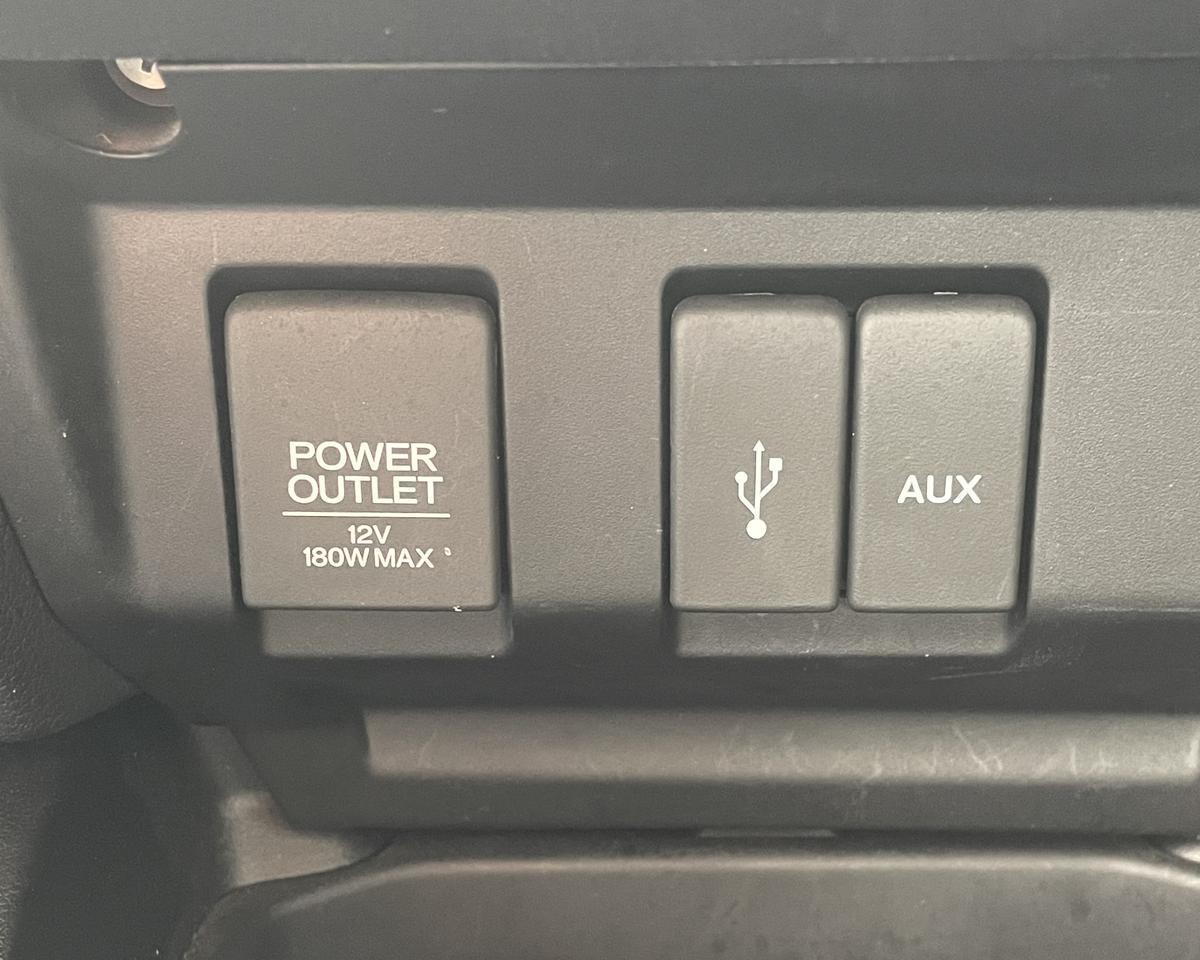 POWER
OUTLET
12V
180W MAX
AUX